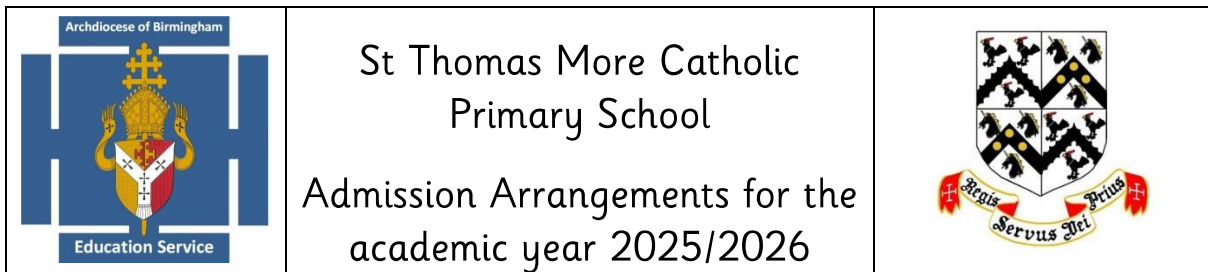 Archdiocese of Birmingham
Education Service
St Thomas More Catholic
Primary School
Admission Arrangements for the
academic year 2025/2026
Regis
Servus Dei
Prius